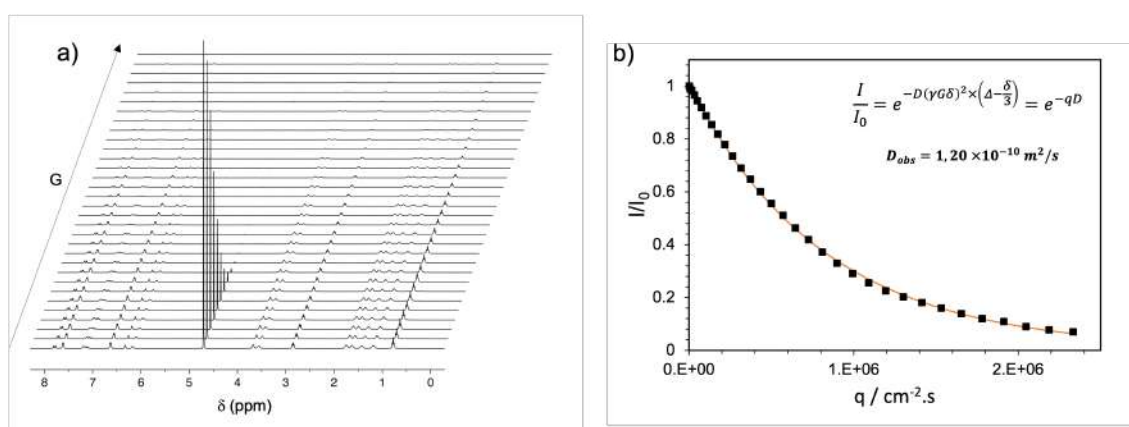 a)
G
8 7 6 5 4 3 2 1 0
δ (ppm)
b)
I/I₀ = e^{-D(γGδ)²×(Δ-δ/3)} = e^{-qD}
D_obs = 1,20 ×10⁻¹⁰ m²/s
I/I₀
1
0.8
0.6
0.4
0.2
0
0.E+00 1.E+06 2.E+06
q / cm⁻².s